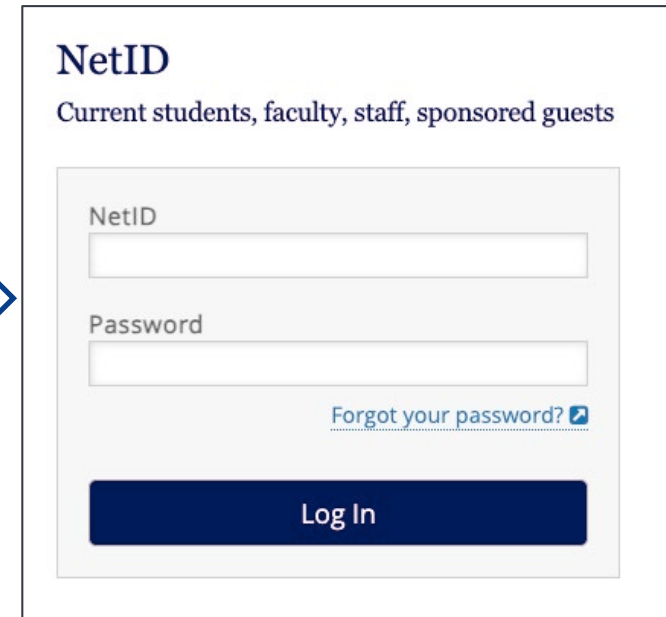 NetID
Current students, faculty, staff, sponsored guests
NetID
Password
Forgot your password?
Log In